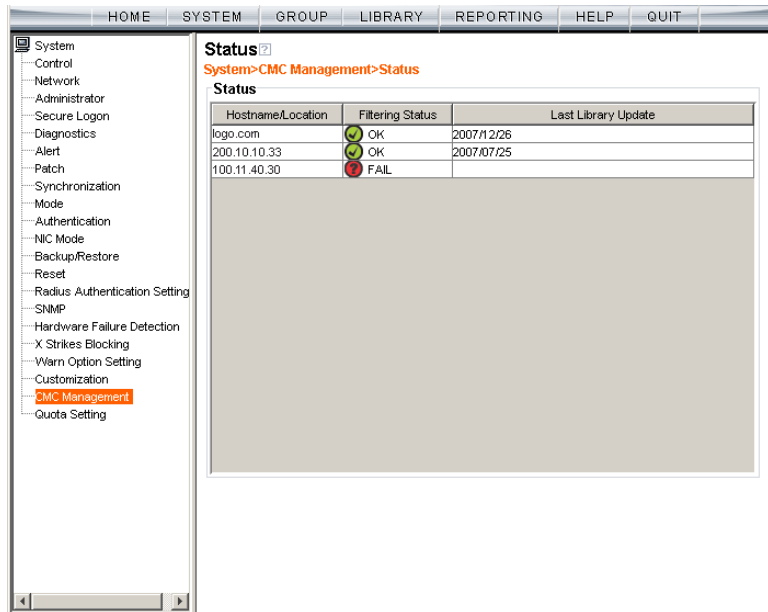 HOME SYSTEM GROUP LIBRARY REPORTING HELP QUIT
System
Control
Network
Administrator
Secure Logon
Diagnostics
Alert
Patch
Synchronization
Mode
Authentication
NIC Mode
Backup/Restore
Reset
Radius Authentication Setting
SNMP
Hardware Failure Detection
X Strikes Blocking
Warn Option Setting
Customization
CMC Management
Quota Setting
Status ?
System>CMC Management>Status
Status
Hostname/Location Filtering Status Last Library Update
logo.com OK 2007/12/26
200.10.10.33 OK 2007/07/25
100.11.40.30 ? FAIL